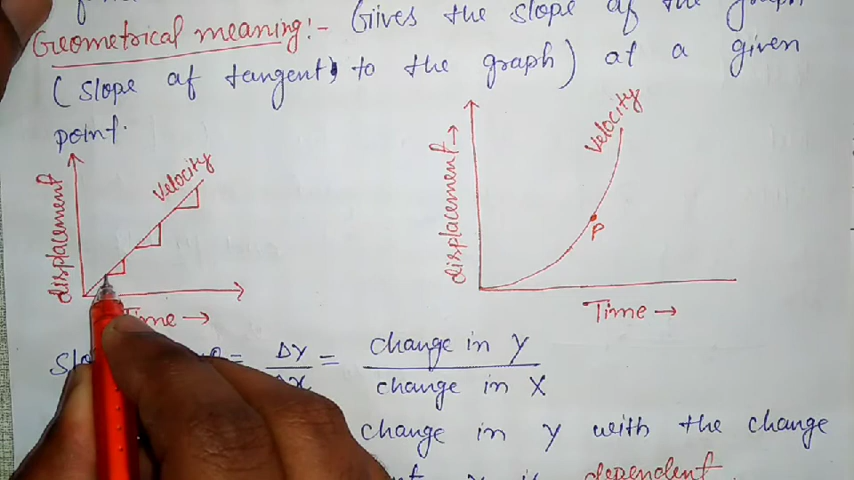 Gives the slope of the graph
Geometrical meaning:-
(slope of tangent, to the graph) at a given
point.
displacement
Velocity
Time →
displacement →
Velocity
P
Time →
= ΔY = change in Y
change in X
change in Y with the change
dependent